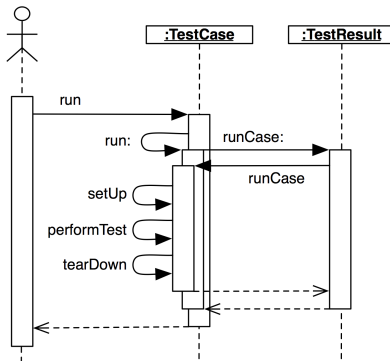 :TestCase
:TestResult
run
run:
runCase:
runCase
setUp
performTest
tearDown